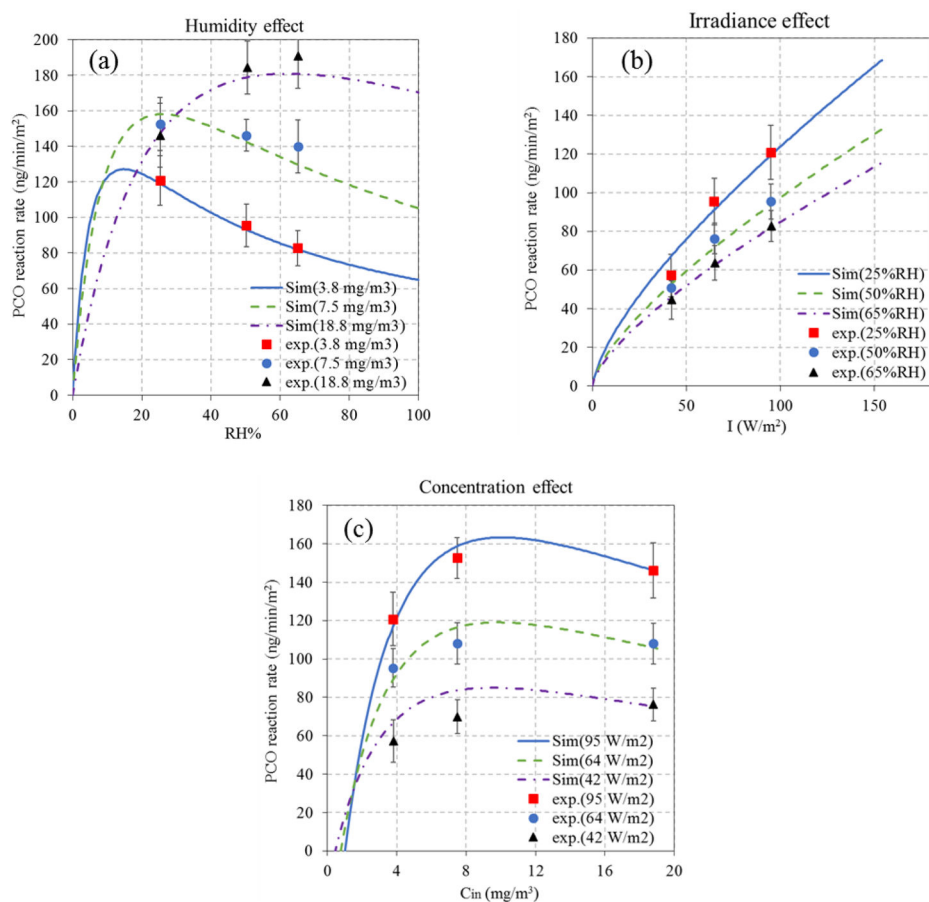 Humidity effect
(a)
PCO reaction rate (ng/min/m²)
200
180
160
140
120
100
80
60
40
20
0
0 20 40 60 80 100
RH%
Sim(3.8 mg/m3)
Sim(7.5 mg/m3)
Sim(18.8 mg/m3)
exp.(3.8 mg/m3)
exp.(7.5 mg/m3)
exp.(18.8 mg/m3)
Irradiance effect
(b)
PCO reaction rate (ng/min/m²)
180
160
140
120
100
80
60
40
20
0
0 50 100 150
I (W/m²)
Sim(25%RH)
Sim(50%RH)
Sim(65%RH)
exp.(25%RH)
exp.(50%RH)
exp.(65%RH)
Concentration effect
(c)
PCO reaction rate (ng/min/m²)
180
160
140
120
100
80
60
40
20
0
0 4 8 12 16 20
Cin (mg/m³)
Sim(95 W/m2)
Sim(64 W/m2)
Sim(42 W/m2)
exp.(95 W/m2)
exp.(64 W/m2)
exp.(42 W/m2)